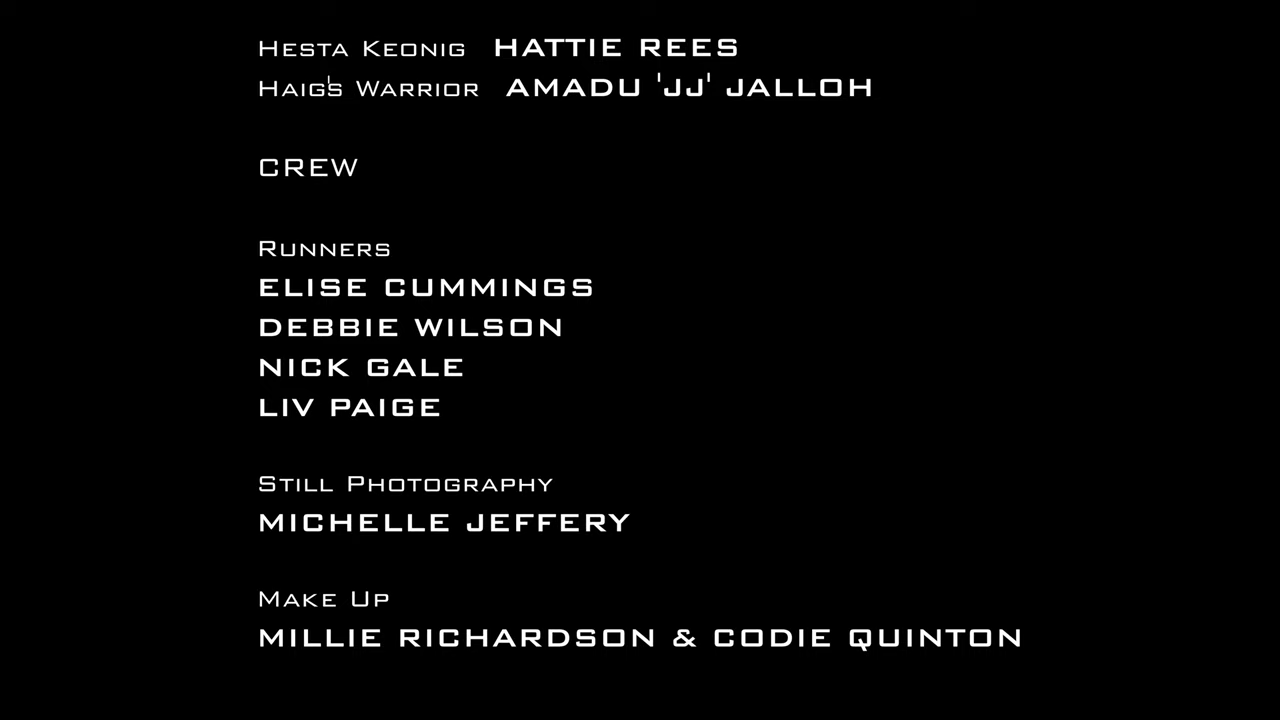 Hesta Keonig HATTIE REES
Haig's Warrior AMADU 'JJ' JALLOH
CREW
Runners
ELISE CUMMINGS
DEBBIE WILSON
NICK GALE
LIV PAIGE
Still Photography
MICHELLE JEFFERY
Make Up
MILLIE RICHARDSON & CODIE QUINTON